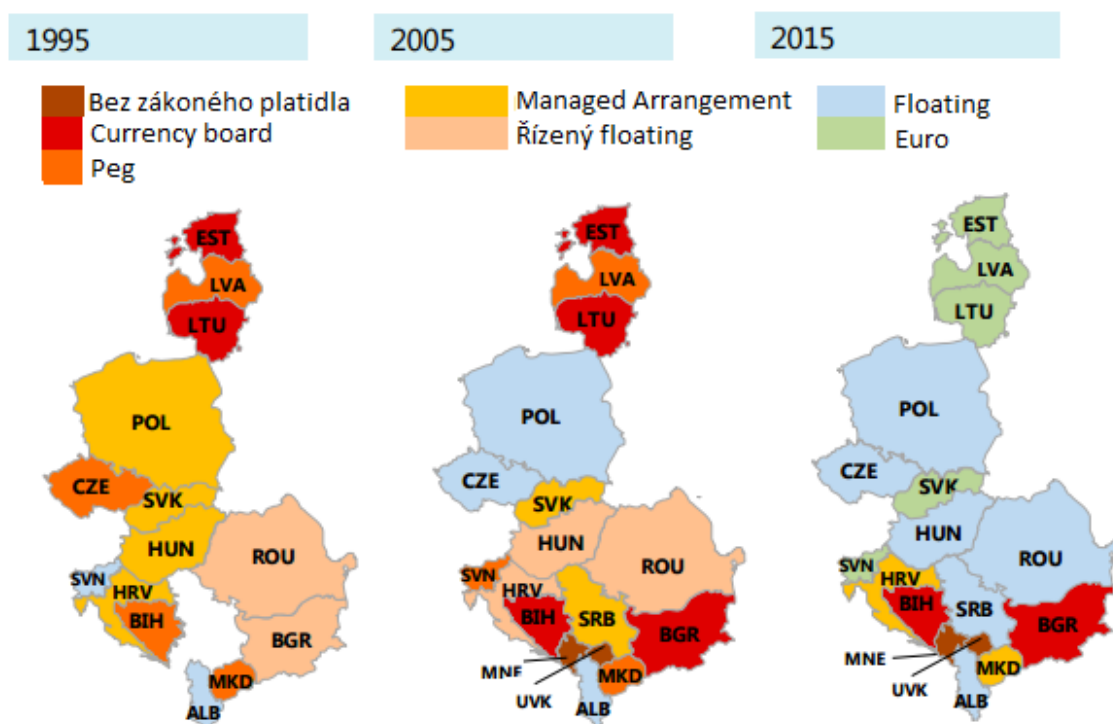 1995
2005
2015
Bez zákoného platidla
Currency board
Peg
Managed Arrangement
Řízený floating
Floating
Euro
EST
LVA
LTU
POL
CZE
SVK
HUN
ROU
SVN
HRV
BIH
BGR
MKD
ALB
EST
LVA
LTU
POL
CZE
SVK
HUN
ROU
SVN
HRV
BIH
SRB
BGR
MNE
MKD
UVK
ALB
EST
LVA
LTU
POL
CZE
SVK
HUN
ROU
SVN
HRV
BIH
SRB
BGR
MNE
MKD
UVK
ALB